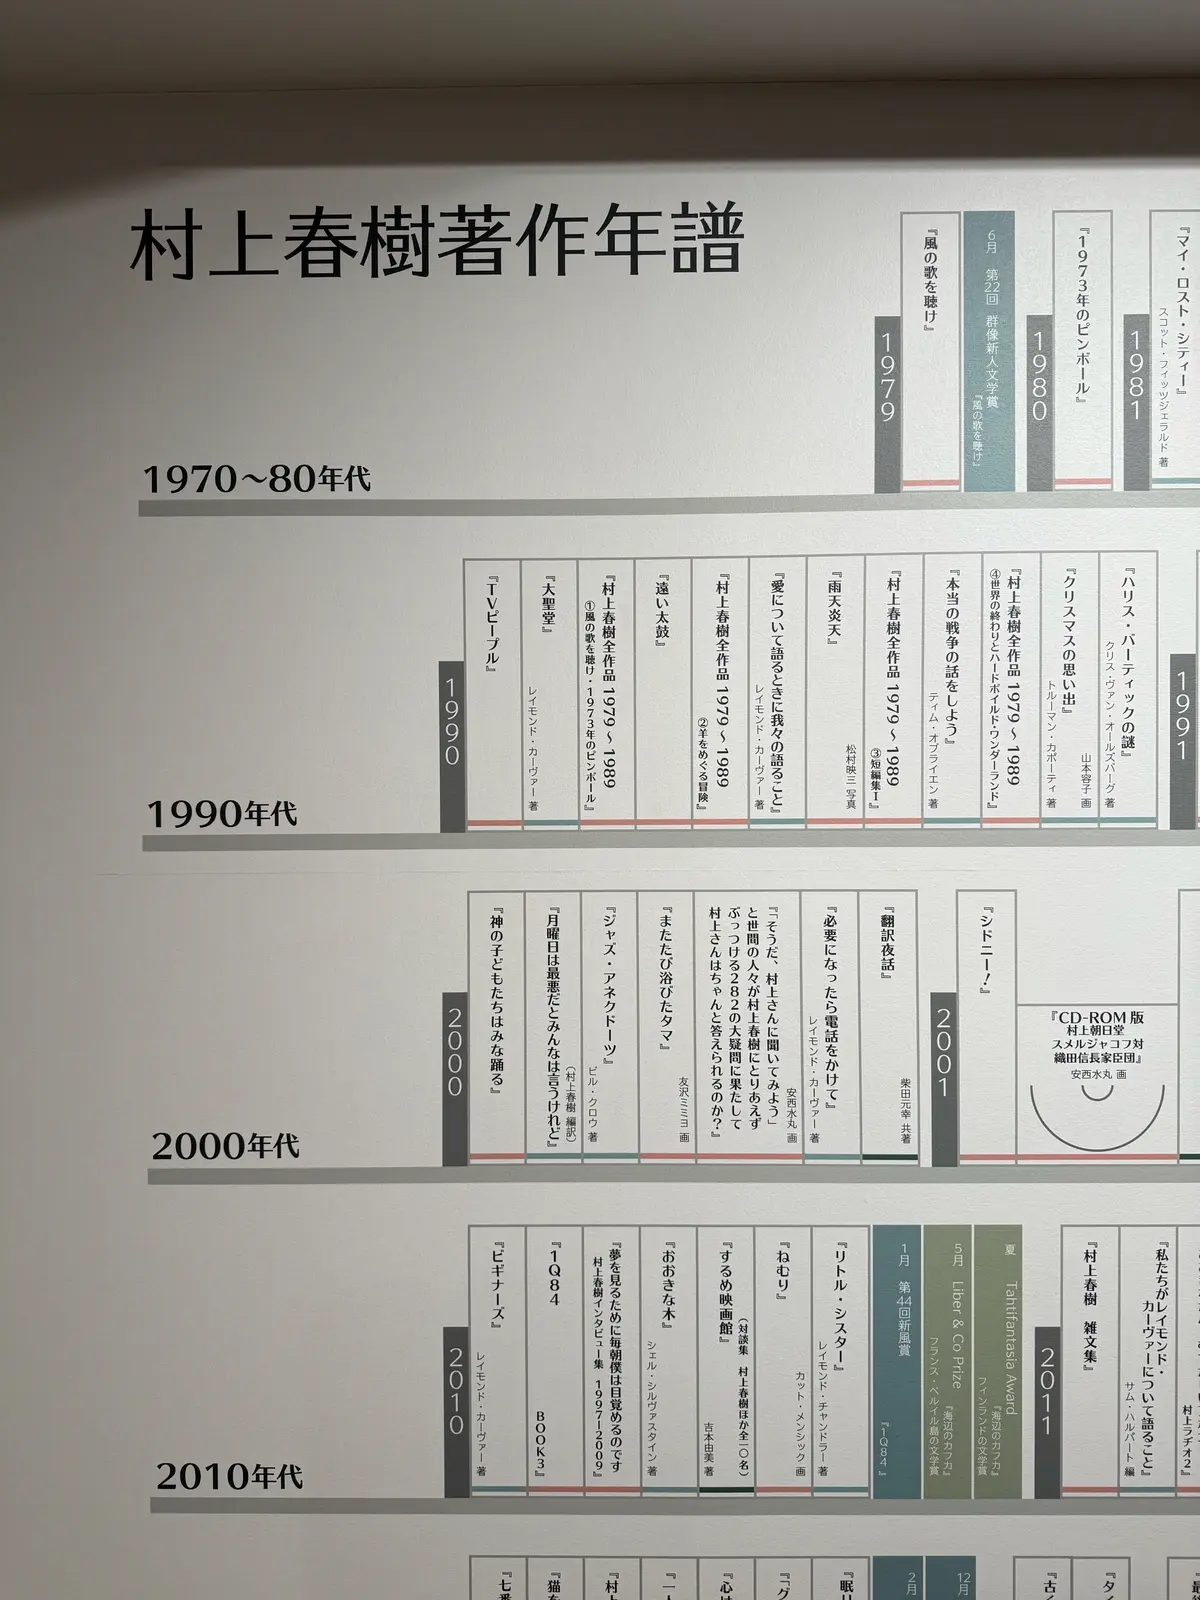 村上春樹著作年譜
1970～80年代
1979
『風の歌を聴け』
6月　第22回　群像新人文学賞
『風の歌を聴け』
1980
『1973年のピンボール』
1981
『マイ・ロスト・シティー』
スコット・フィッツジェラルド 著
1990年代
1990
『TVピープル』
『大聖堂』
レイモンド・カーヴァー 著
『村上春樹全作品 1979～1989
①風の歌を聴け・1973年のピンボール』
『遠い太鼓』
『村上春樹全作品 1979～1989
②羊をめぐる冒険』
『愛について語るときに我々の語ること』
レイモンド・カーヴァー 著
『雨天炎天』
松村映三 写真
『村上春樹全作品 1979～1989
③短編集Ⅰ』
『本当の戦争の話をしよう』
ティム・オブライエン 著
『村上春樹全作品 1979～1989
④世界の終わりとハードボイルド・ワンダーランド』
『クリスマスの思い出』
トルーマン・カポーティ 著
山本容子 画
『ハリス・バーディックの謎』
クリス・ヴァン・オールズバーグ 著
1991
2000年代
2000
『神の子どもたちはみな踊る』
『月曜日は最悪だとみんなは言うけれど』
（村上春樹 編訳）
『ジャズ・アネクドーツ』
ビル・クロウ 著
『またたび浴びたタマ』
友沢ミミヨ 画
『「そうだ、村上さんに聞いてみよう」
と世間の人々が村上春樹にとりあえず
ぶっつける282の大疑問に果たして
村上さんはちゃんと答えられるのか？』
安西水丸 画
『必要になったら電話をかけて』
レイモンド・カーヴァー 著
『翻訳夜話』
柴田元幸 共著
2001
『シドニー！』
『CD-ROM版
村上朝日堂
スメルジャコフ対
織田信長家臣団』
安西水丸 画
2010年代
2010
『ビギナーズ』
レイモンド・カーヴァー 著
『1Q84
BOOK3』
『夢を見るために毎朝僕は目覚めるのです
村上春樹インタビュー集　1997-2009』
『おおきな木』
シェル・シルヴァスタイン 著
『するめ映画館』
（対談集　村上春樹ほか全一〇名）
吉本由美 著
『ねむり』
カット・メンシック 画
『リトル・シスター』
レイモンド・チャンドラー 著
1月　第44回新風賞
『1Q84』
5月　Liber & Co Prize
『海辺のカフカ』
フランス・ベルイル島の文学賞
夏　Tahtifantasia Award
『海辺のカフカ』
フィンランドの文学賞
2011
『村上春樹　雑文集』
『私たちがレイモンド・
カーヴァーについて語ること』
サム・ハルパート 編
村上ラヂオ2』
『七番
『猫を
『村上
『一人
『心は
『「グ
『眠り
2月
12月
『古く
『タイ
『最